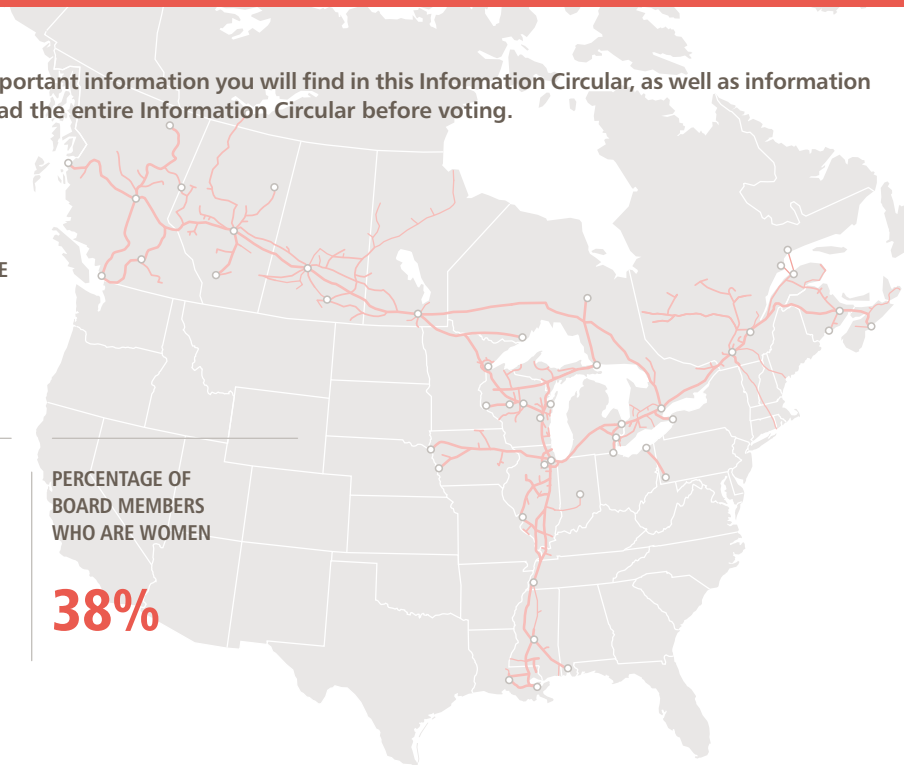 portant information you will find in this Information Circular, as well as information
ad the entire Information Circular before voting.
E
PERCENTAGE OF
BOARD MEMBERS
WHO ARE WOMEN
38%